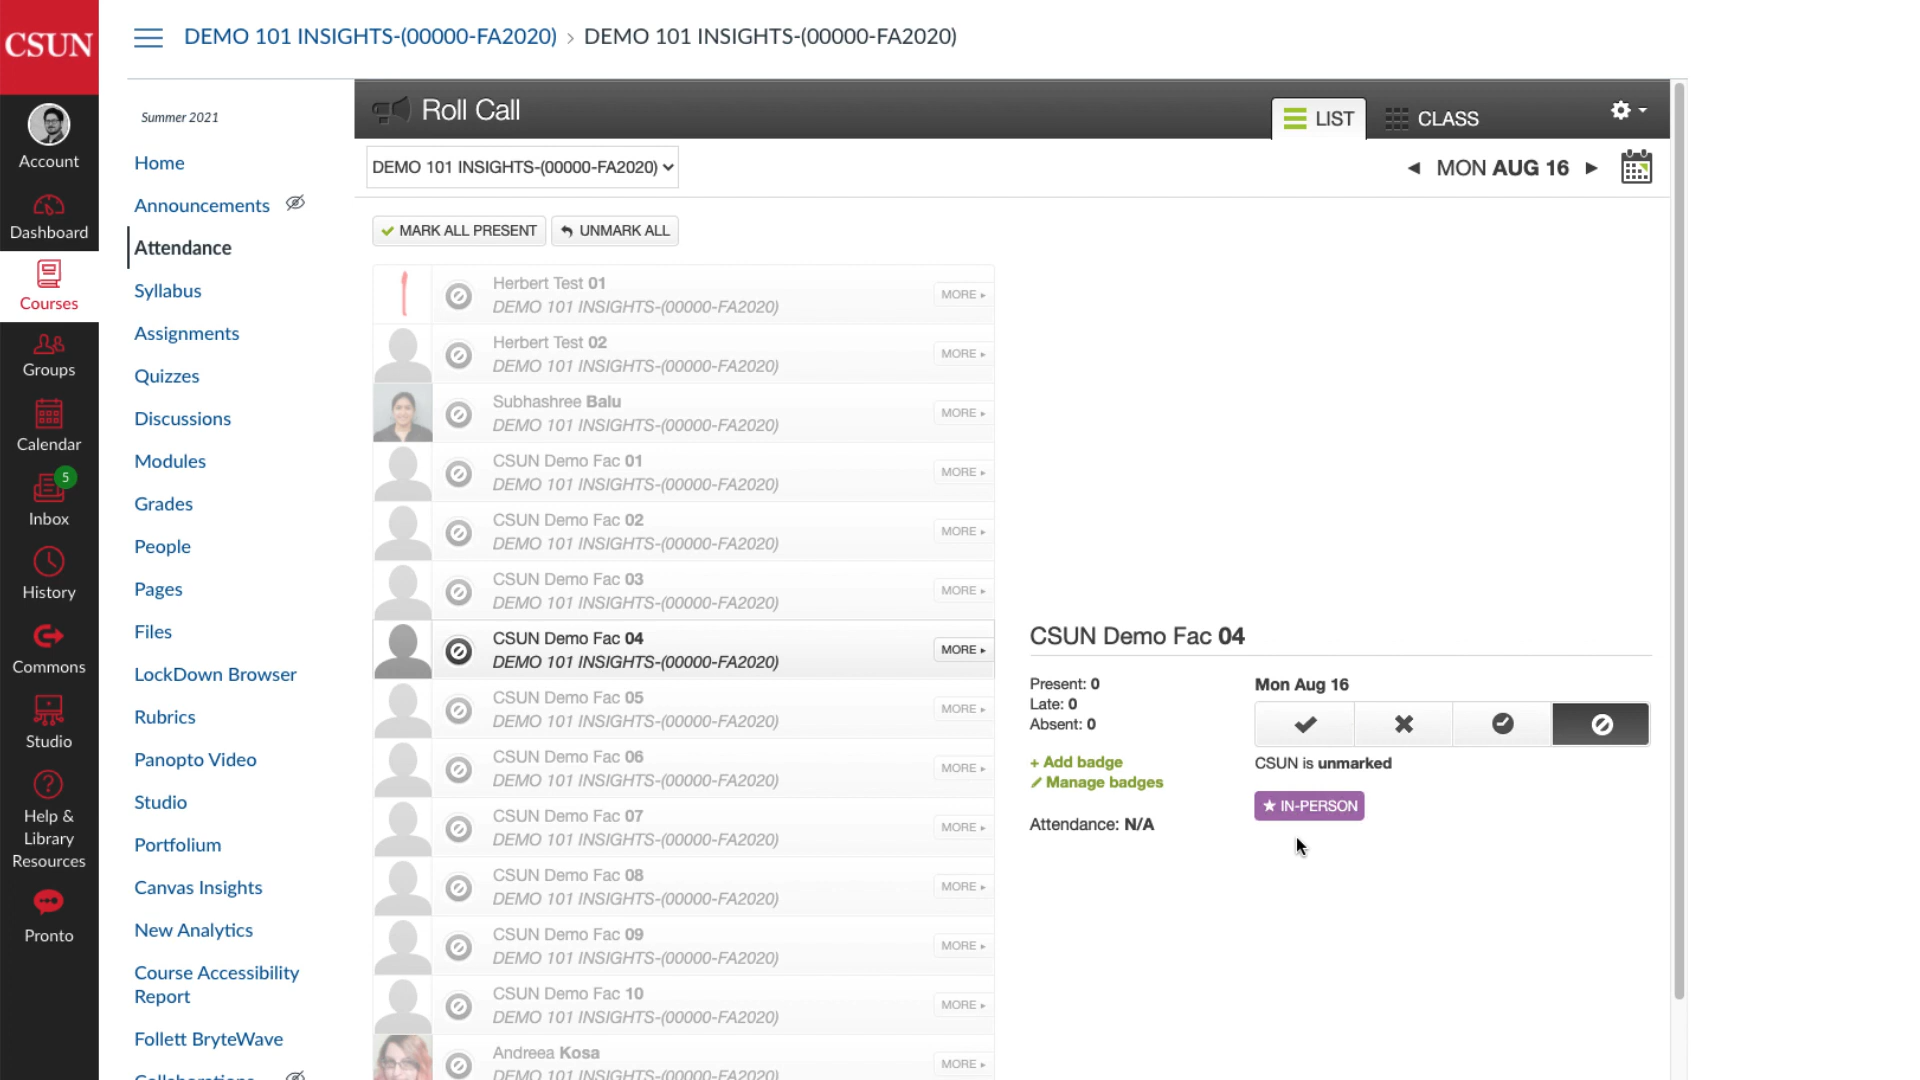 CSUN
DEMO 101 INSIGHTS-(00000-FA2020) › DEMO 101 INSIGHTS-(00000-FA2020)
Account
Dashboard
Courses
Groups
Calendar
5
Inbox
History
Commons
Studio
Help &
Library
Resources
Pronto
Summer 2021
Home
Announcements
Attendance
Syllabus
Assignments
Quizzes
Discussions
Modules
Grades
People
Pages
Files
LockDown Browser
Rubrics
Panopto Video
Studio
Portfolium
Canvas Insights
New Analytics
Course Accessibility
Report
Follett BryteWave
Collaborations
Roll Call
LIST
CLASS
DEMO 101 INSIGHTS-(00000-FA2020)
MON AUG 16
MARK ALL PRESENT
UNMARK ALL
Herbert Test 01
DEMO 101 INSIGHTS-(00000-FA2020)
MORE
Herbert Test 02
DEMO 101 INSIGHTS-(00000-FA2020)
MORE
Subhashree Balu
DEMO 101 INSIGHTS-(00000-FA2020)
MORE
CSUN Demo Fac 01
DEMO 101 INSIGHTS-(00000-FA2020)
MORE
CSUN Demo Fac 02
DEMO 101 INSIGHTS-(00000-FA2020)
MORE
CSUN Demo Fac 03
DEMO 101 INSIGHTS-(00000-FA2020)
MORE
CSUN Demo Fac 04
DEMO 101 INSIGHTS-(00000-FA2020)
MORE
CSUN Demo Fac 05
DEMO 101 INSIGHTS-(00000-FA2020)
MORE
CSUN Demo Fac 06
DEMO 101 INSIGHTS-(00000-FA2020)
MORE
CSUN Demo Fac 07
DEMO 101 INSIGHTS-(00000-FA2020)
MORE
CSUN Demo Fac 08
DEMO 101 INSIGHTS-(00000-FA2020)
MORE
CSUN Demo Fac 09
DEMO 101 INSIGHTS-(00000-FA2020)
MORE
CSUN Demo Fac 10
DEMO 101 INSIGHTS-(00000-FA2020)
MORE
Andreea Kosa
DEMO 101 INSIGHTS-(00000-FA2020)
MORE
CSUN Demo Fac 04
Present: 0
Late: 0
Absent: 0
+ Add badge
Manage badges
Attendance: N/A
Mon Aug 16
CSUN is unmarked
★ IN-PERSON